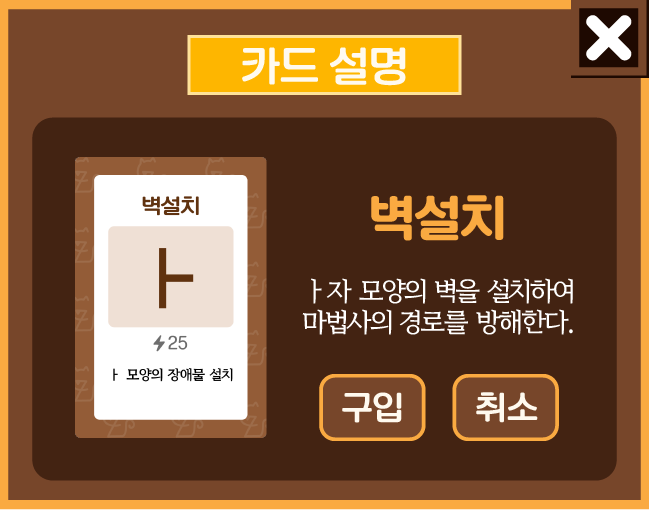 카드 설명
벽설치
ㅏ
25
ㅏ 모양의 장애물 설치
벽설치
ㅏ자 모양의 벽을 설치하여
마법사의 경로를 방해한다.
구입
취소